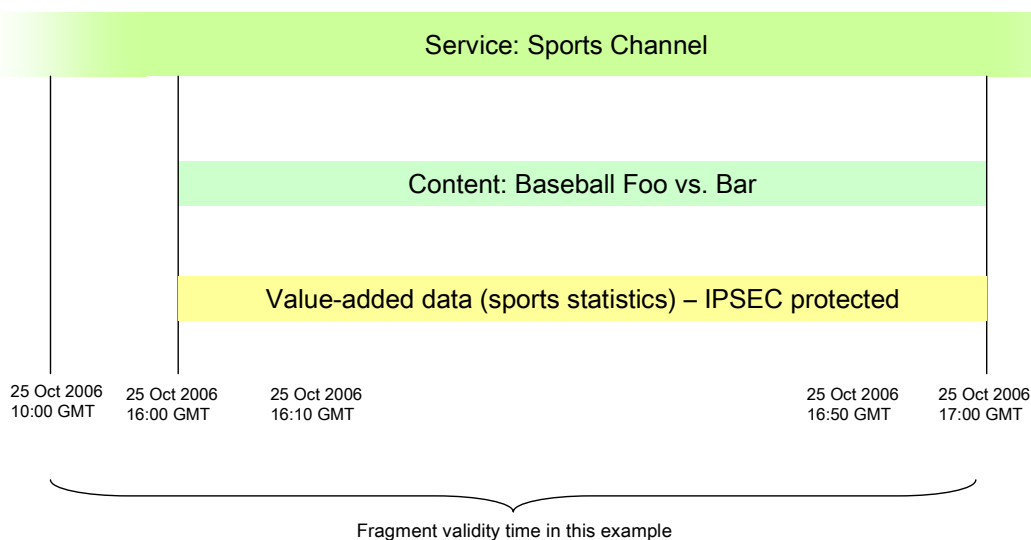 Service: Sports Channel
Content: Baseball Foo vs. Bar
Value-added data (sports statistics) – IPSEC protected
25 Oct 2006
10:00 GMT
25 Oct 2006
16:00 GMT
25 Oct 2006
16:10 GMT
25 Oct 2006
16:50 GMT
25 Oct 2006
17:00 GMT
Fragment validity time in this example